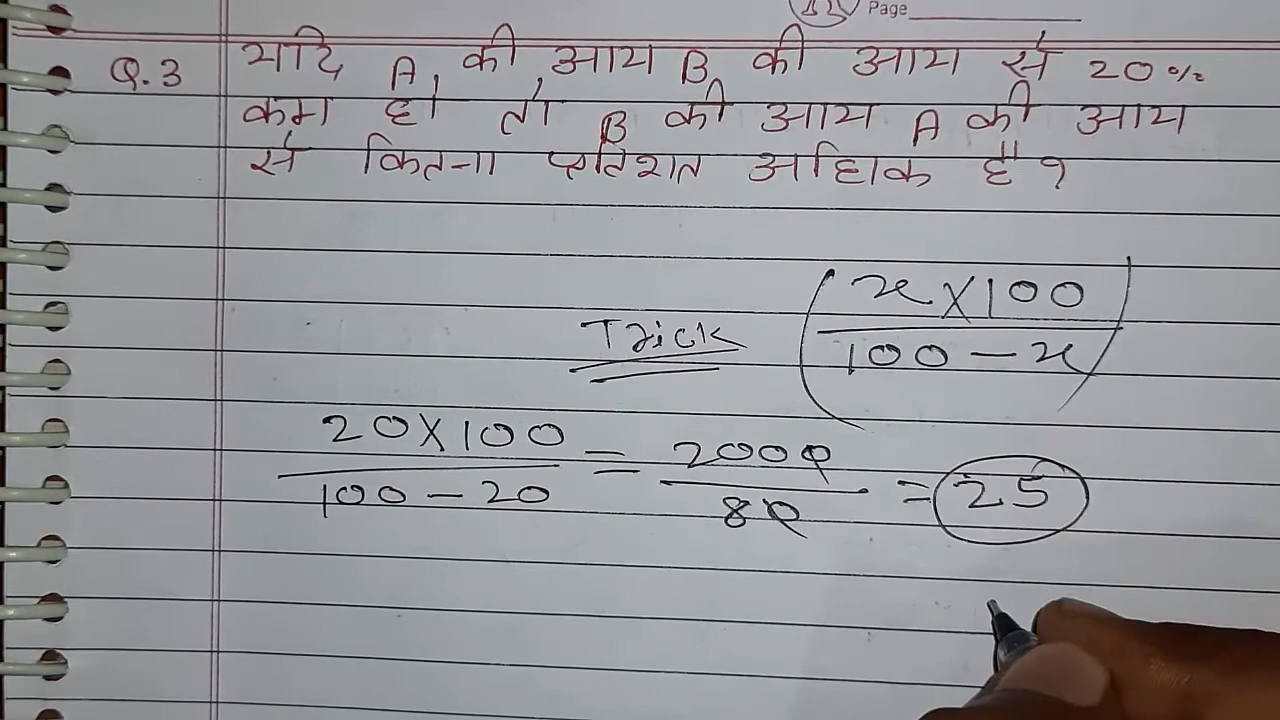 Page
Q.3 यदि A की आय B की आय से 20%
कम हो तो B की आय A की आय
से कितना प्रतिशत अधिक है ?
Trick (x×100/100-x)
20×100/100-20 = 2000/80 = 25